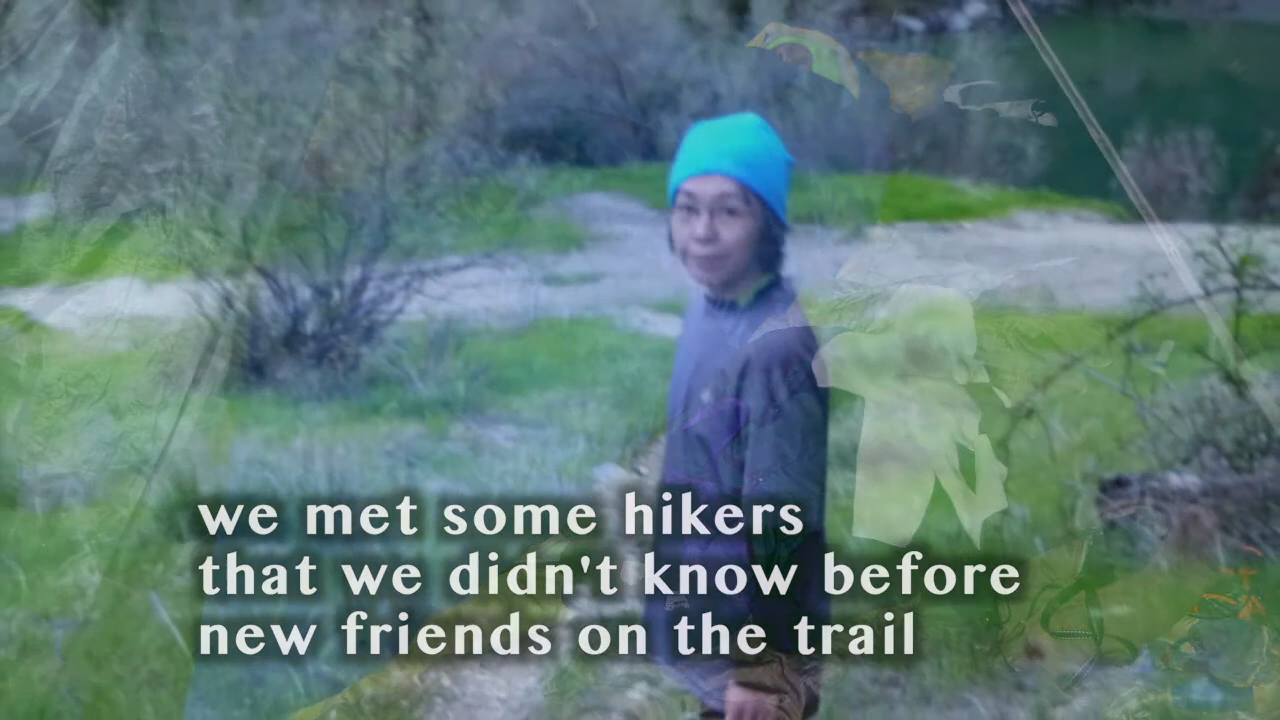 we met some hikers
that we didn't know before
new friends on the trail